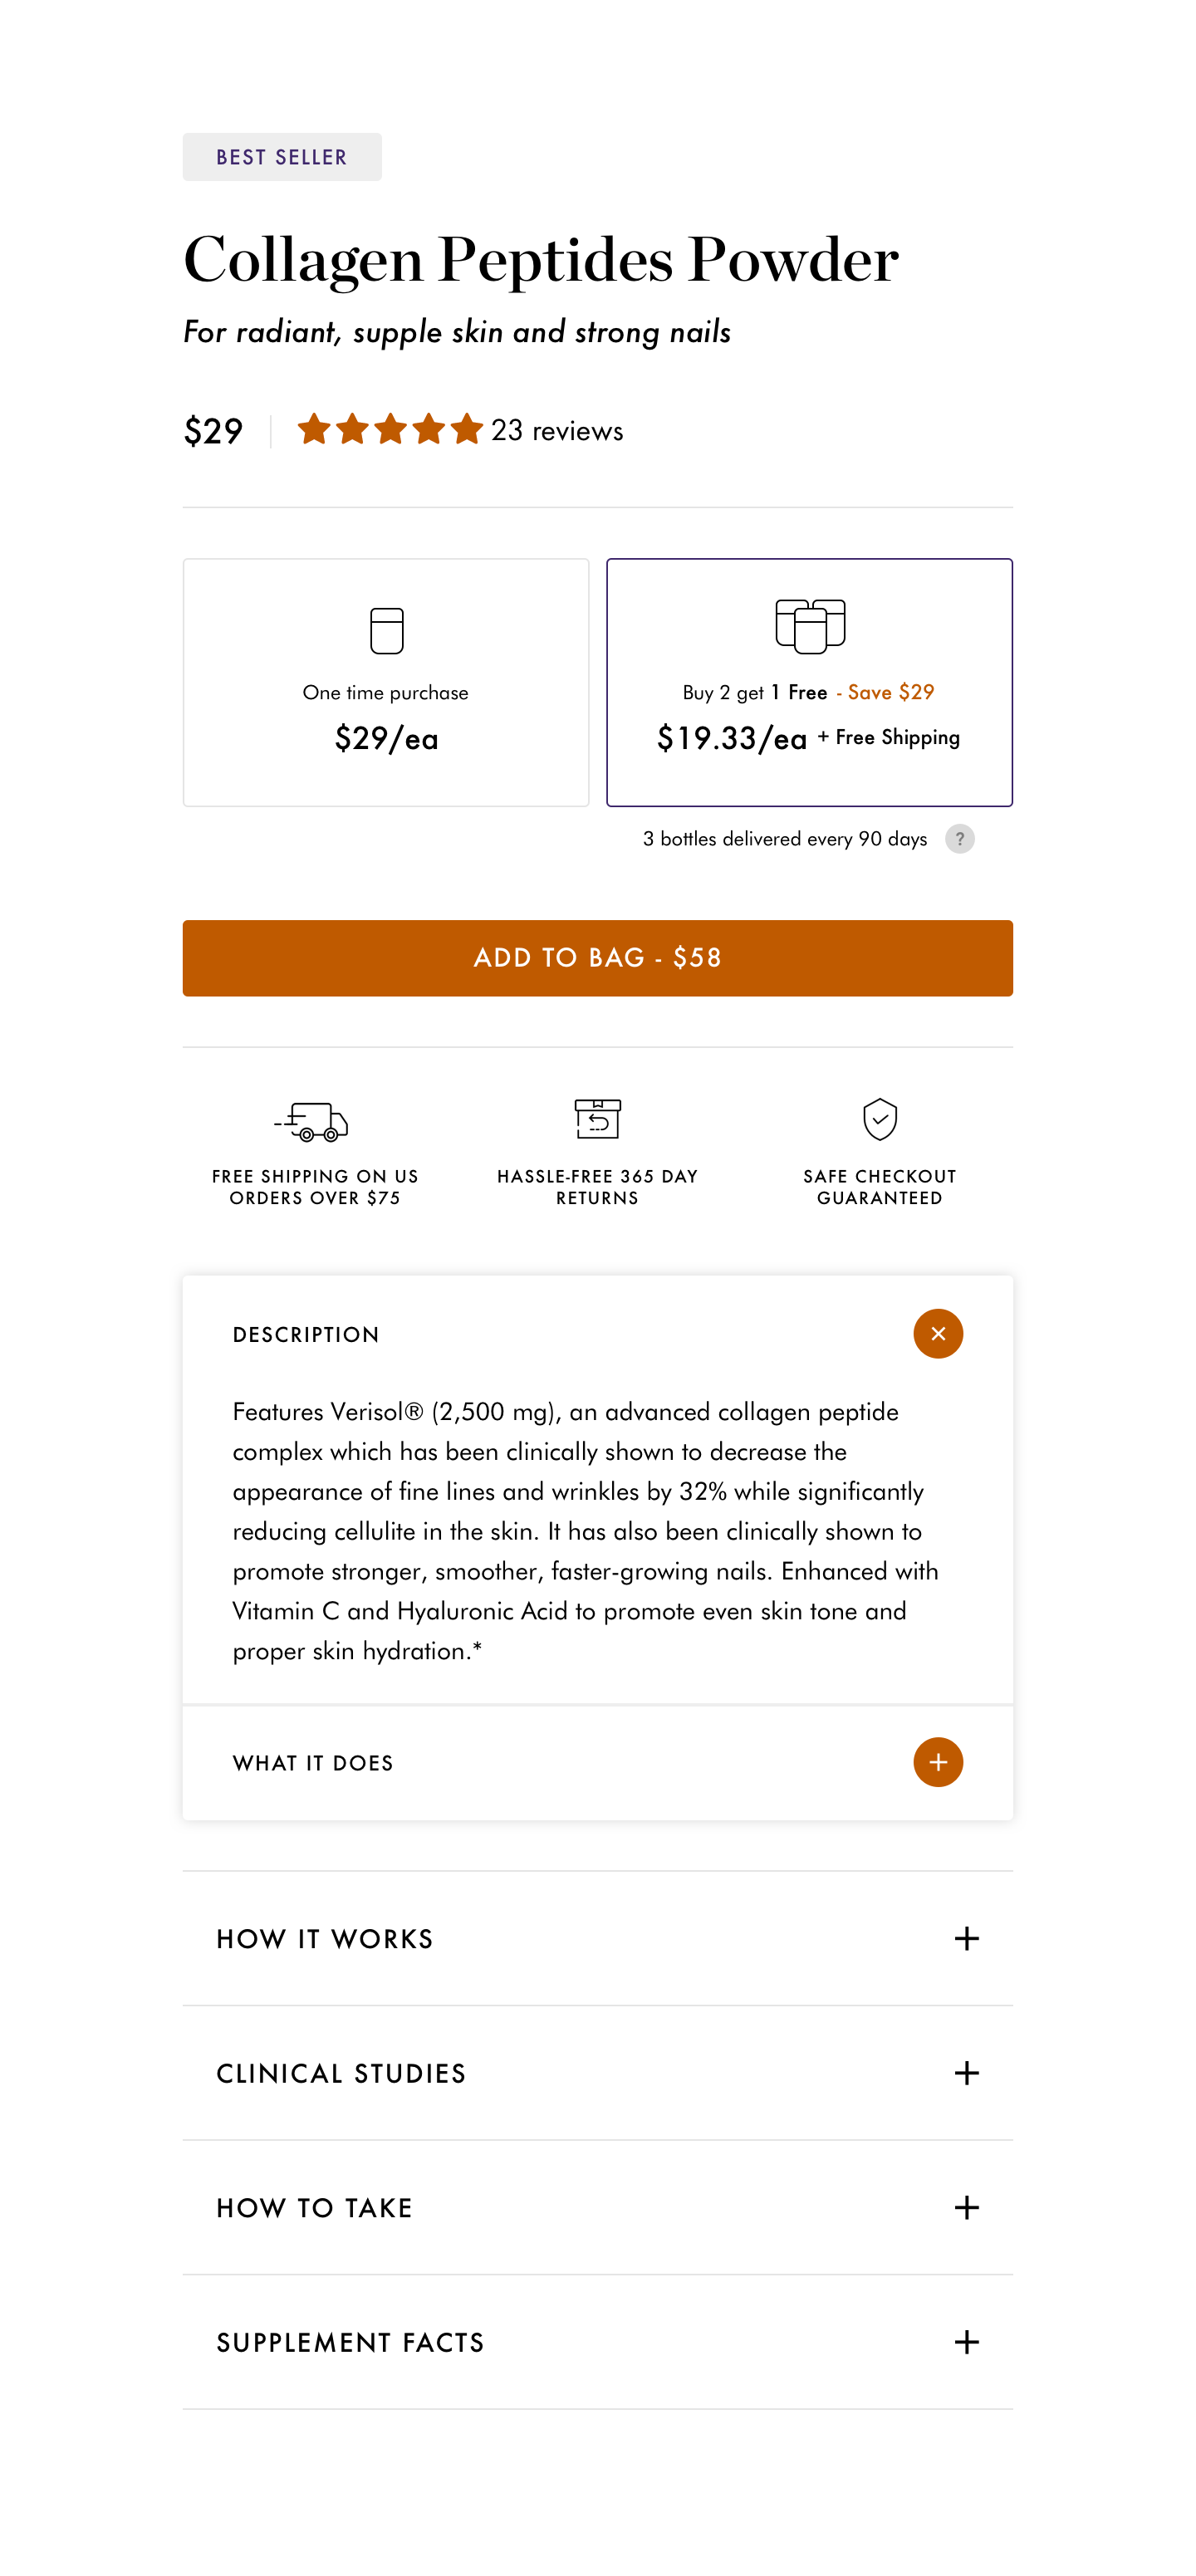 BEST SELLER
Collagen Peptides Powder
For radiant, supple skin and strong nails
$29
23 reviews
One time purchase
$29/ea
Buy 2 get 1 Free - Save $29
$19.33/ea + Free Shipping
3 bottles delivered every 90 days ?
ADD TO BAG - $58
FREE SHIPPING ON US
ORDERS OVER $75
HASSLE-FREE 365 DAY
RETURNS
SAFE CHECKOUT
GUARANTEED
DESCRIPTION
Features Verisol® (2,500 mg), an advanced collagen peptide
complex which has been clinically shown to decrease the
appearance of fine lines and wrinkles by 32% while significantly
reducing cellulite in the skin. It has also been clinically shown to
promote stronger, smoother, faster-growing nails. Enhanced with
Vitamin C and Hyaluronic Acid to promote even skin tone and
proper skin hydration.*
WHAT IT DOES
HOW IT WORKS
CLINICAL STUDIES
HOW TO TAKE
SUPPLEMENT FACTS